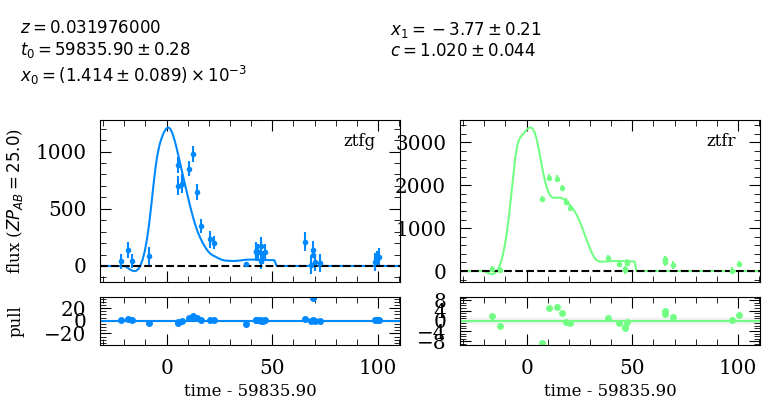 z = 0.031976000
t₀ = 59835.90 ± 0.28
x₀ = (1.414 ± 0.089) × 10⁻³
x₁ = −3.77 ± 0.21
c = 1.020 ± 0.044
flux (ZP_AB = 25.0)
ztfg
1000
500
0
ztfr
3000
2000
1000
0
pull
20
0
−20
8
4
0
−4
−8
0 50 100
0 50 100
time - 59835.90
time - 59835.90